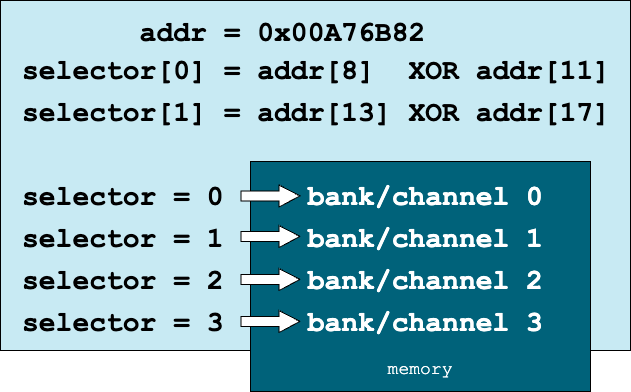 addr = 0x00A76B82
selector[0] = addr[8] XOR addr[11]
selector[1] = addr[13] XOR addr[17]
selector = 0 bank/channel 0
selector = 1 bank/channel 1
selector = 2 bank/channel 2
selector = 3 bank/channel 3
memory